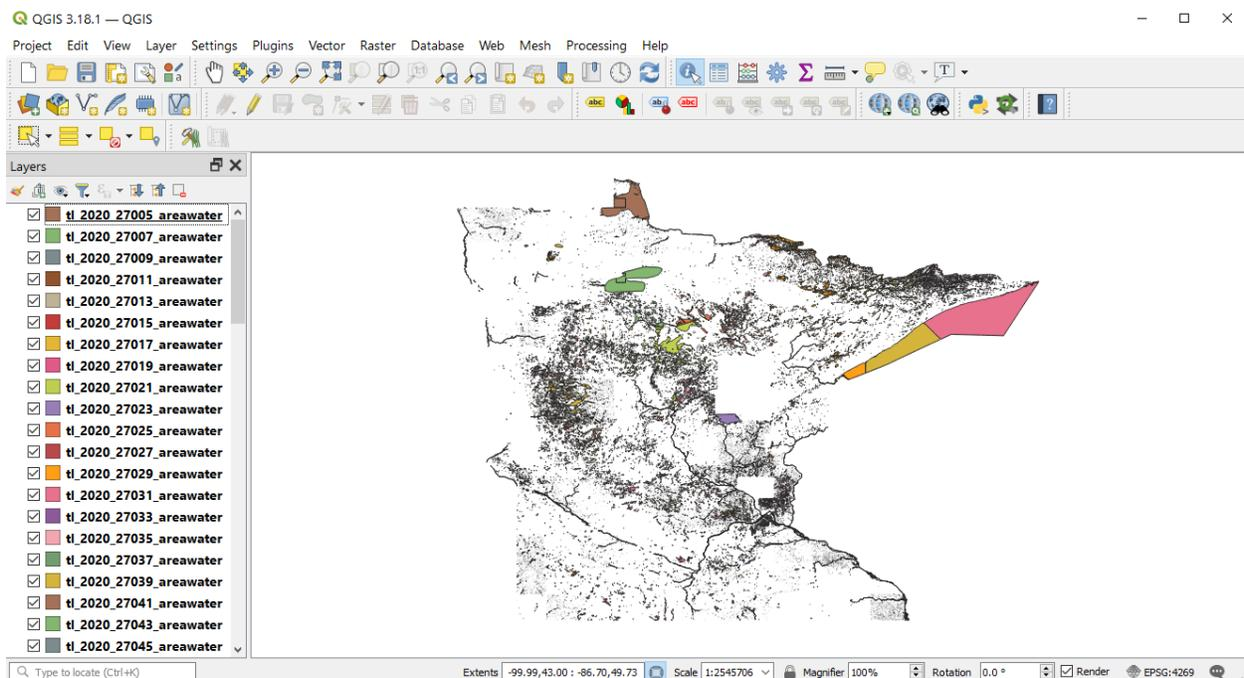 QGIS 3.18.1 — QGIS
Project Edit View Layer Settings Plugins Vector Raster Database Web Mesh Processing Help
Layers
tl_2020_27005_areawater
tl_2020_27007_areawater
tl_2020_27009_areawater
tl_2020_27011_areawater
tl_2020_27013_areawater
tl_2020_27015_areawater
tl_2020_27017_areawater
tl_2020_27019_areawater
tl_2020_27021_areawater
tl_2020_27023_areawater
tl_2020_27025_areawater
tl_2020_27027_areawater
tl_2020_27029_areawater
tl_2020_27031_areawater
tl_2020_27033_areawater
tl_2020_27035_areawater
tl_2020_27037_areawater
tl_2020_27039_areawater
tl_2020_27041_areawater
tl_2020_27043_areawater
tl_2020_27045_areawater
Type to locate (Ctrl+K) Extents -99.99,43.00 : -86.70,49.73 Scale 1:2545706 Magnifier 100% Rotation 0.0 ° Render EPSG:4269